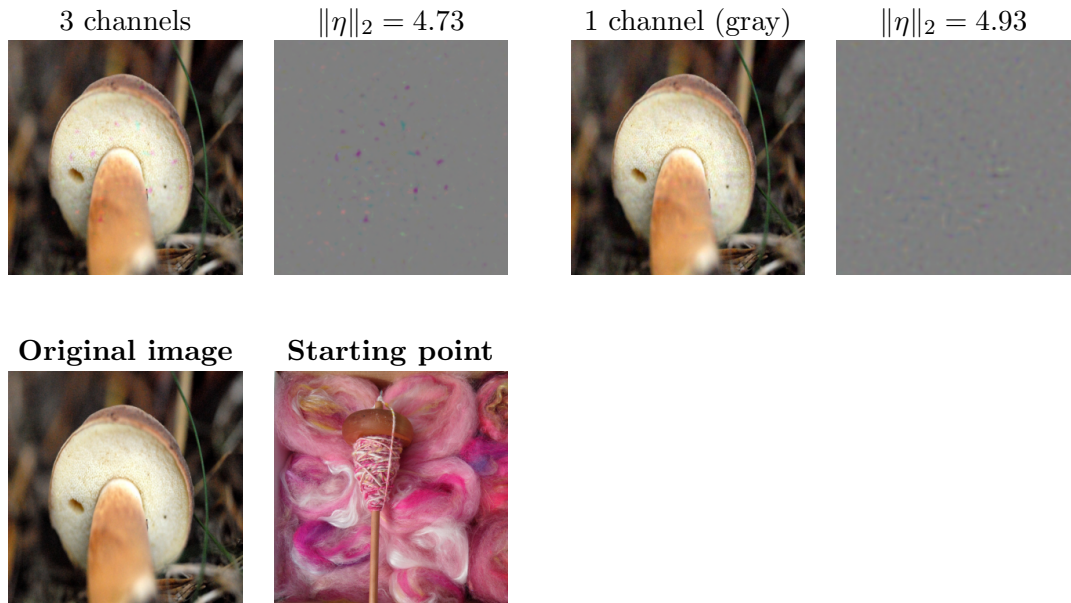 3 channels
‖η‖₂ = 4.73
1 channel (gray)
‖η‖₂ = 4.93
Original image
Starting point